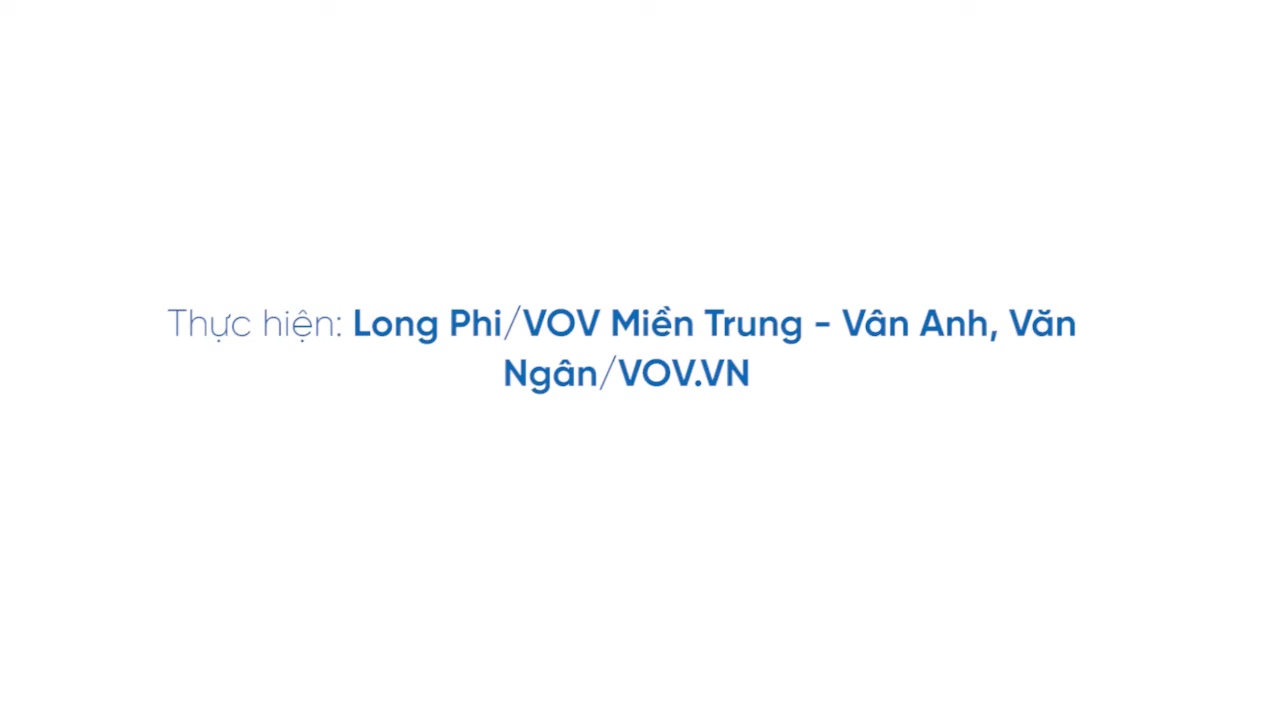 Thực hiện: Long Phi/VOV Miền Trung - Vân Anh, Văn
Ngân/VOV.VN